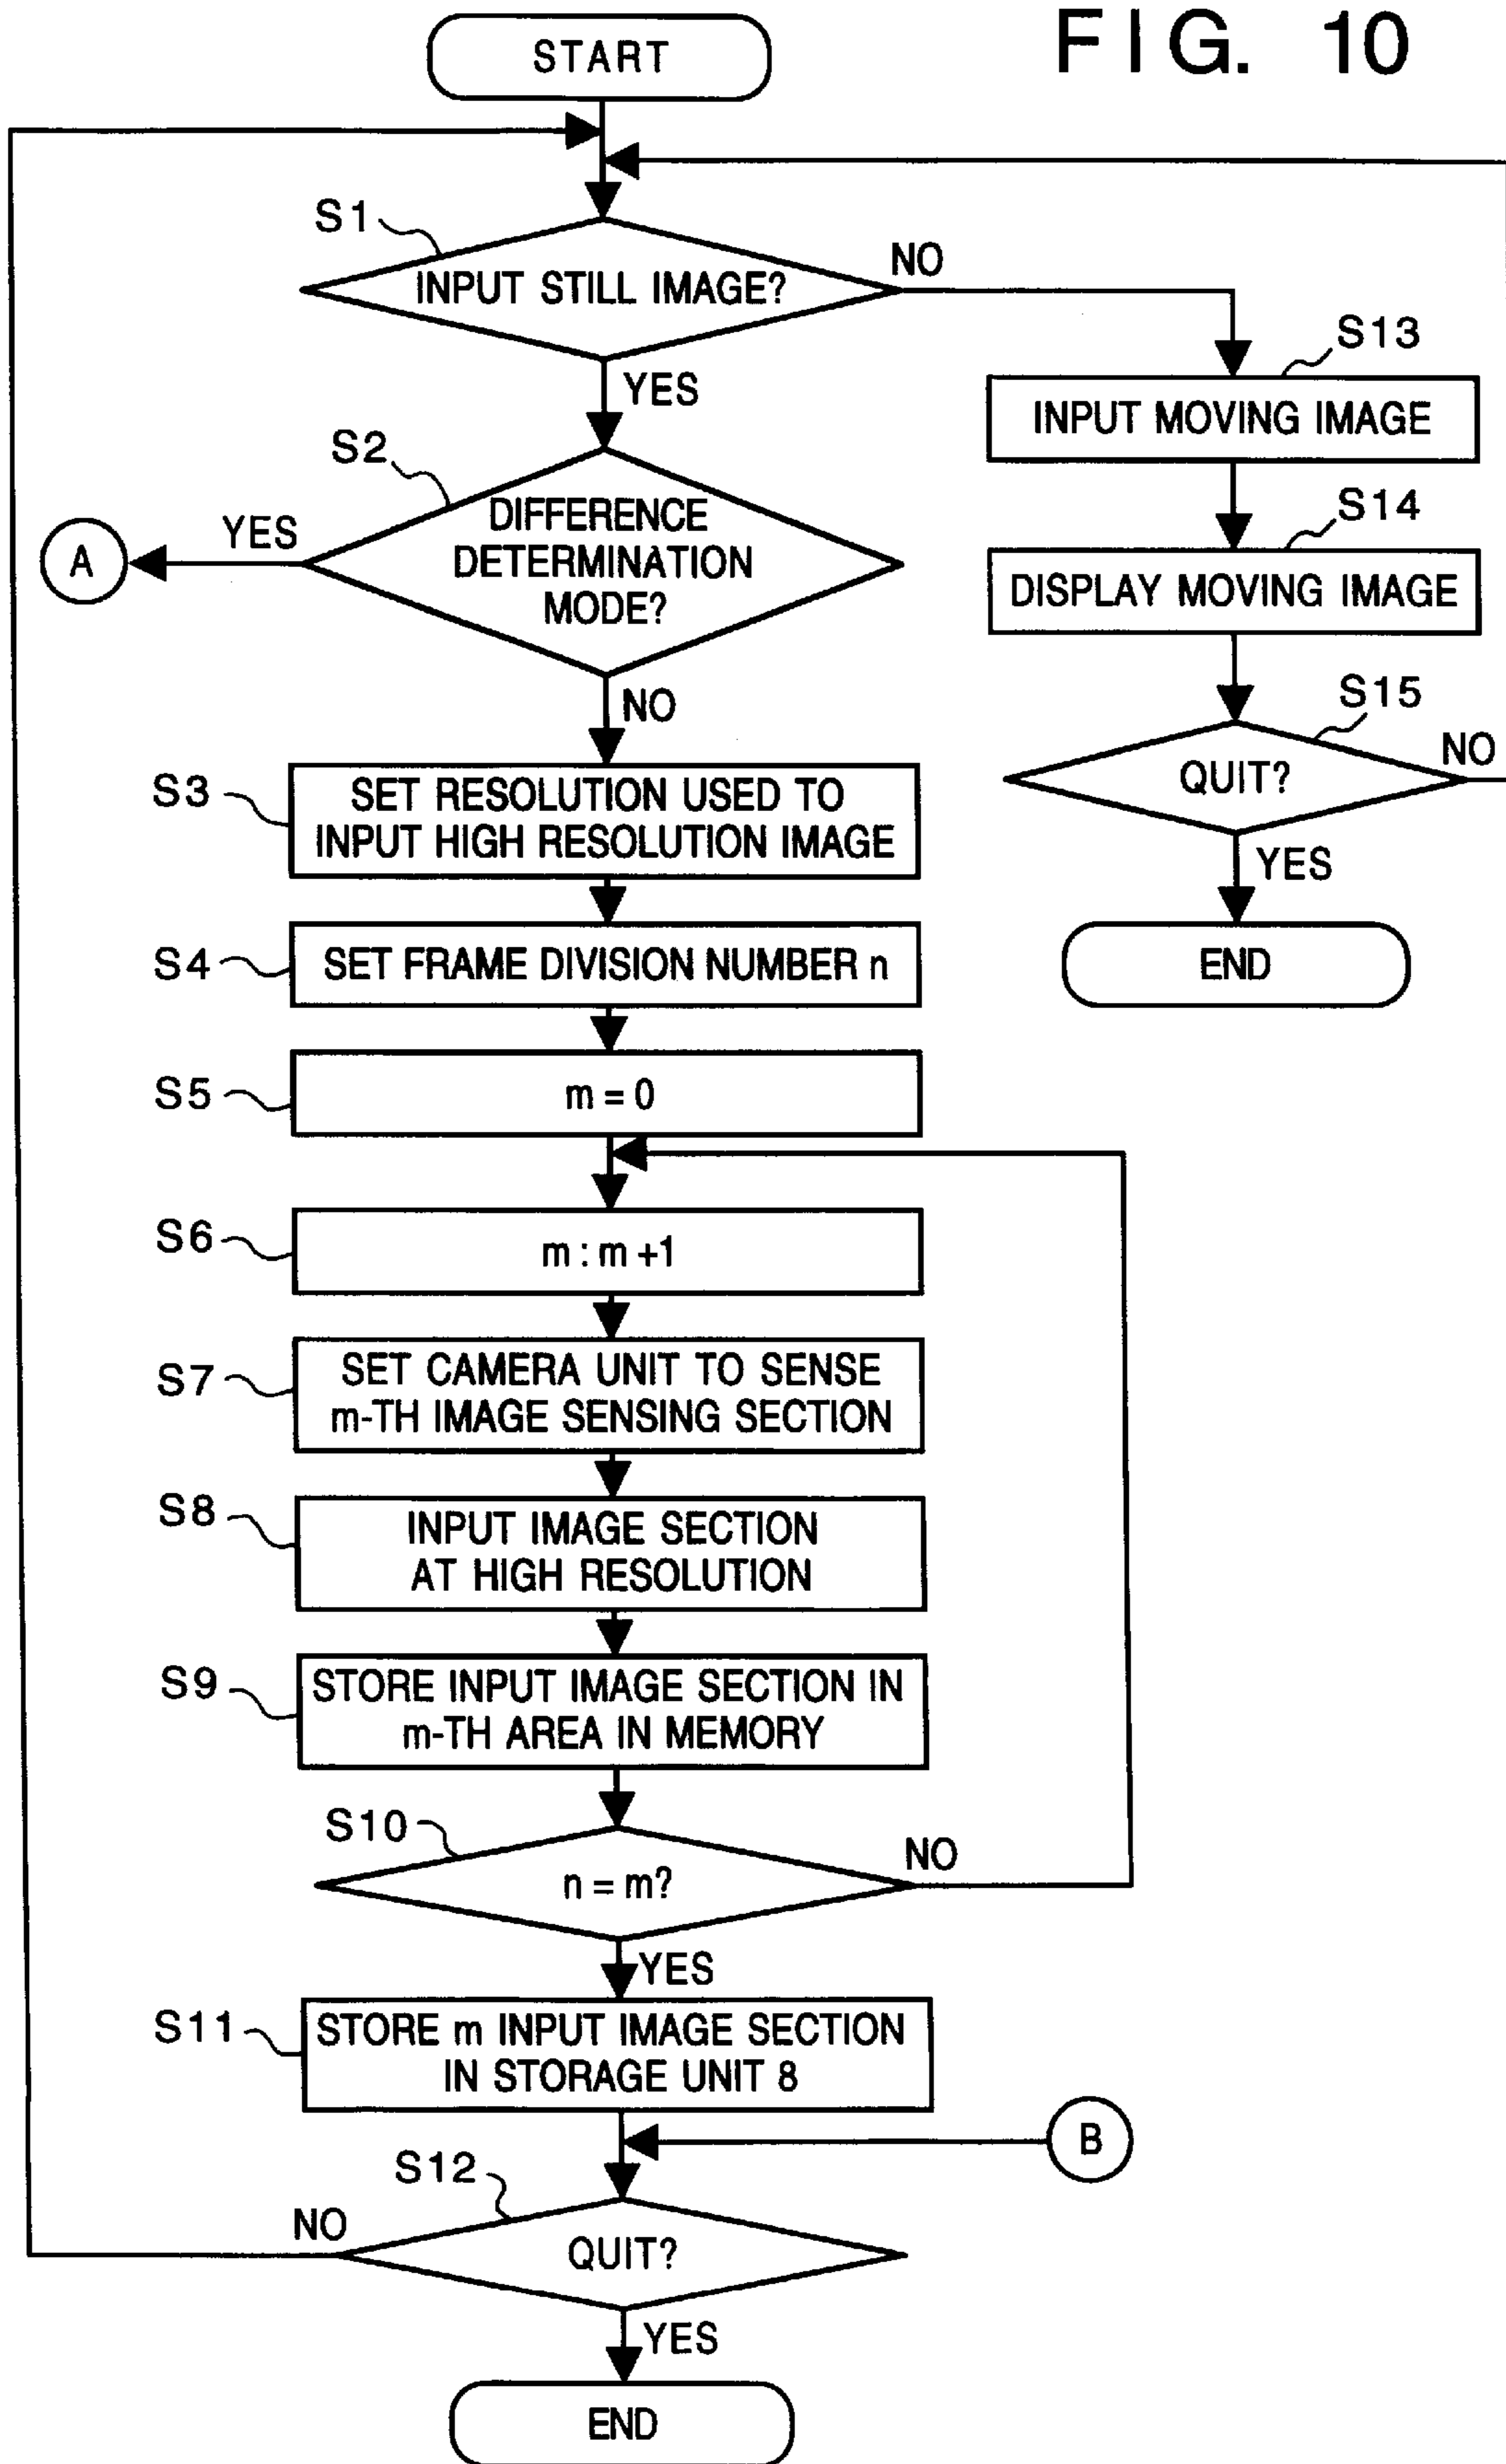 FIG. 10
START
S1
INPUT STILL IMAGE?
NO
YES
S13
INPUT MOVING IMAGE
S2
DIFFERENCE
DETERMINATION
MODE?
YES
A
NO
S14
DISPLAY MOVING IMAGE
S15
QUIT?
NO
YES
END
S3
SET RESOLUTION USED TO
INPUT HIGH RESOLUTION IMAGE
S4
SET FRAME DIVISION NUMBER n
S5
m = 0
S6
m : m +1
S7
SET CAMERA UNIT TO SENSE
m-TH IMAGE SENSING SECTION
S8
INPUT IMAGE SECTION
AT HIGH RESOLUTION
S9
STORE INPUT IMAGE SECTION IN
m-TH AREA IN MEMORY
S10
n = m?
NO
YES
S11
STORE m INPUT IMAGE SECTION
IN STORAGE UNIT 8
B
S12
QUIT?
NO
YES
END